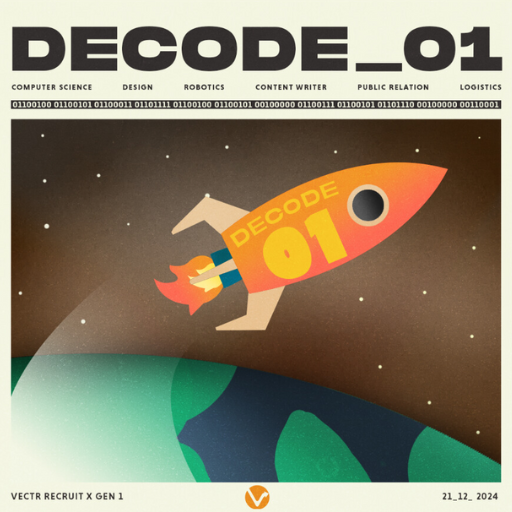 DECODE_01
COMPUTER SCIENCE DESIGN ROBOTICS CONTENT WRITER PUBLIC RELATION LOGISTICS
01100100 01100101 01100011 01101111 01100100 01100101 00100000 01100111 01100101 01101110 00100000 00110001
DECODE
01
VECTR RECRUIT X GEN 1
21_12_ 2024